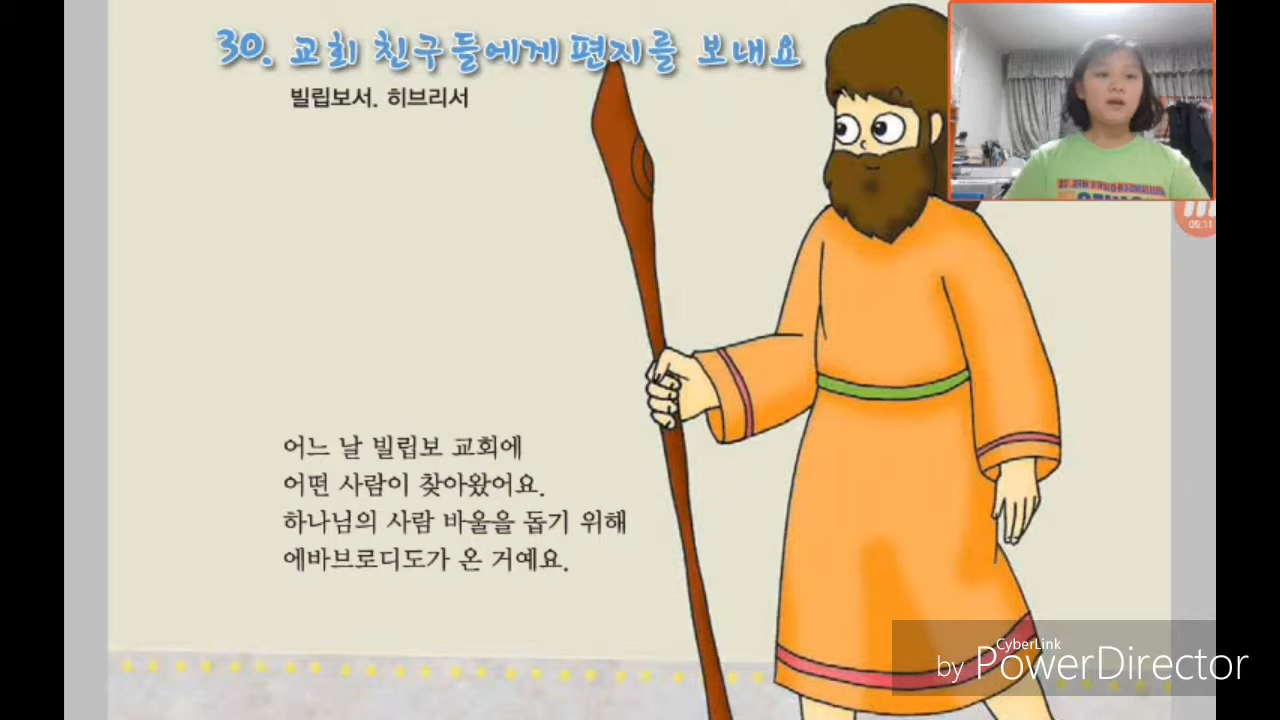 30. 교회 친구들에게 편지를 보내요
빌립보서. 히브리서
어느 날 빌립보 교회에
어떤 사람이 찾아왔어요.
하나님의 사람 바울을 돕기 위해
에바브로디도가 온 거예요.
05:11
CyberLink
by PowerDirector